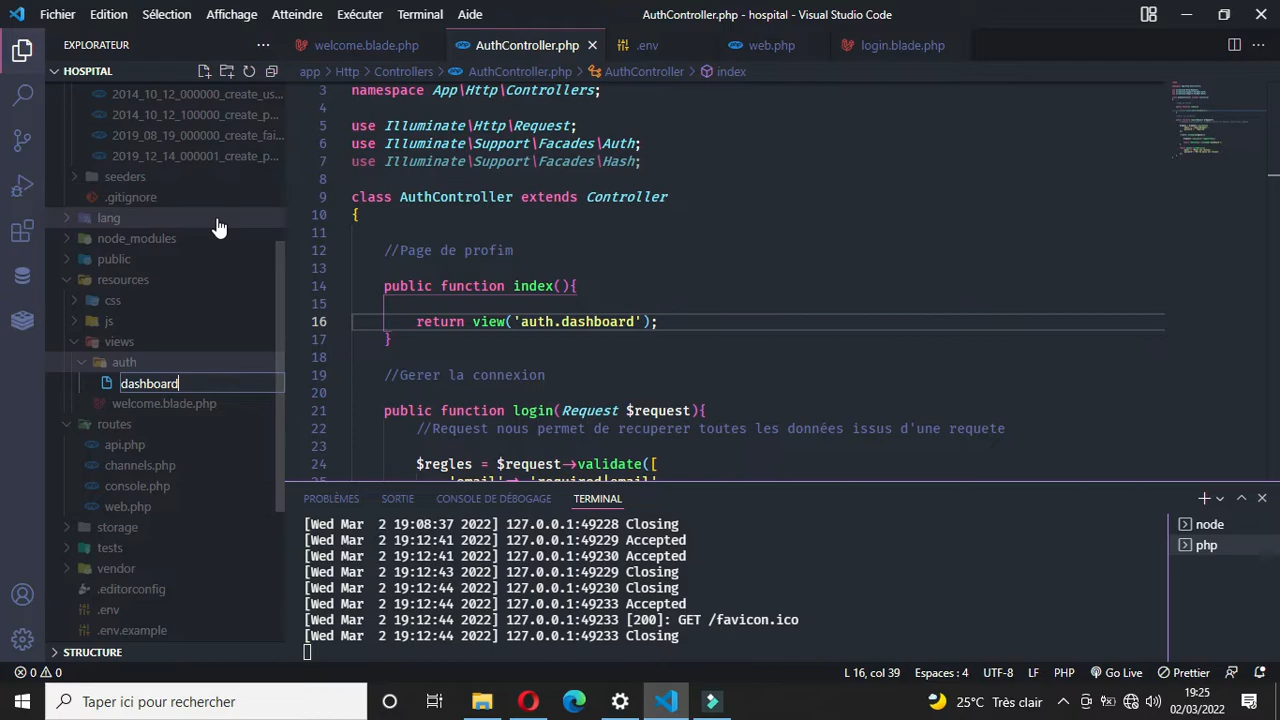 Fichier Edition Sélection Affichage Atteindre Exécuter Terminal Aide AuthController.php - hospital - Visual Studio Code
EXPLORATEUR ··· welcome.blade.php AuthController.php .env web.php login.blade.php ···
HOSPITAL
app > Http > Controllers > AuthController.php > AuthController > index
2014_10_12_000000_create_us...
2014_10_12_100000_create_p...
2019_08_19_000000_create_fai...
2019_12_14_000001_create_p...
seeders
.gitignore
lang
node_modules
public
resources
css
js
views
auth
dashboard
welcome.blade.php
routes
api.php
channels.php
console.php
web.php
storage
tests
vendor
.editorconfig
.env
.env.example
STRUCTURE
3 namespace App\Http\Controllers;
4
5 use Illuminate\Http\Request;
6 use Illuminate\Support\Facades\Auth;
7 use Illuminate\Support\Facades\Hash;
8
9 class AuthController extends Controller
10 {
11
12 //Page de profim
13
14 public function index(){
15
16 return view('auth.dashboard');
17 }
18
19 //Gerer la connexion
20
21 public function login(Request $request){
22 //Request nous permet de recuperer toutes les données issus d'une requete
23
24 $regles = $request→validate([
PROBLÈMES SORTIE CONSOLE DE DÉBOGAGE TERMINAL
[Wed Mar 2 19:08:37 2022] 127.0.0.1:49228 Closing
[Wed Mar 2 19:12:41 2022] 127.0.0.1:49229 Accepted
[Wed Mar 2 19:12:41 2022] 127.0.0.1:49230 Accepted
[Wed Mar 2 19:12:43 2022] 127.0.0.1:49229 Closing
[Wed Mar 2 19:12:44 2022] 127.0.0.1:49230 Closing
[Wed Mar 2 19:12:44 2022] 127.0.0.1:49233 Accepted
[Wed Mar 2 19:12:44 2022] 127.0.0.1:49233 [200]: GET /favicon.ico
[Wed Mar 2 19:12:44 2022] 127.0.0.1:49233 Closing
node
php
0 0 L 16, col 39 Espaces : 4 UTF-8 LF PHP Go Live Prettier
Taper ici pour rechercher 25°C Très clair 19:25
02/03/2022